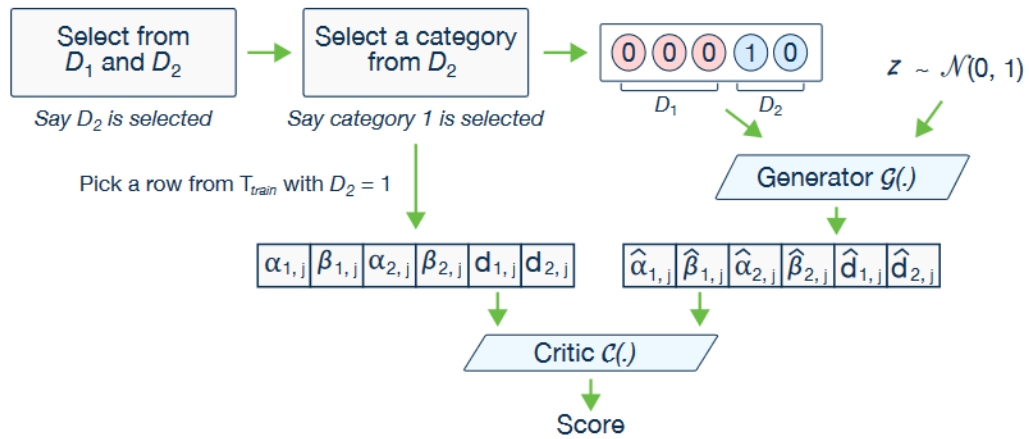 Select from
D₁ and D₂
Select a category
from D₂
0 0 0 1 0
D₁
D₂
z ~ 𝒩(0, 1)
Say D₂ is selected
Say category 1 is selected
Pick a row from T_train with D₂ = 1
Generator 𝒢(.)
α₁,ⱼ β₁,ⱼ α₂,ⱼ β₂,ⱼ d₁,ⱼ d₂,ⱼ
α̂₁,ⱼ β̂₁,ⱼ α̂₂,ⱼ β̂₂,ⱼ d̂₁,ⱼ d̂₂,ⱼ
Critic 𝒞(.)
Score